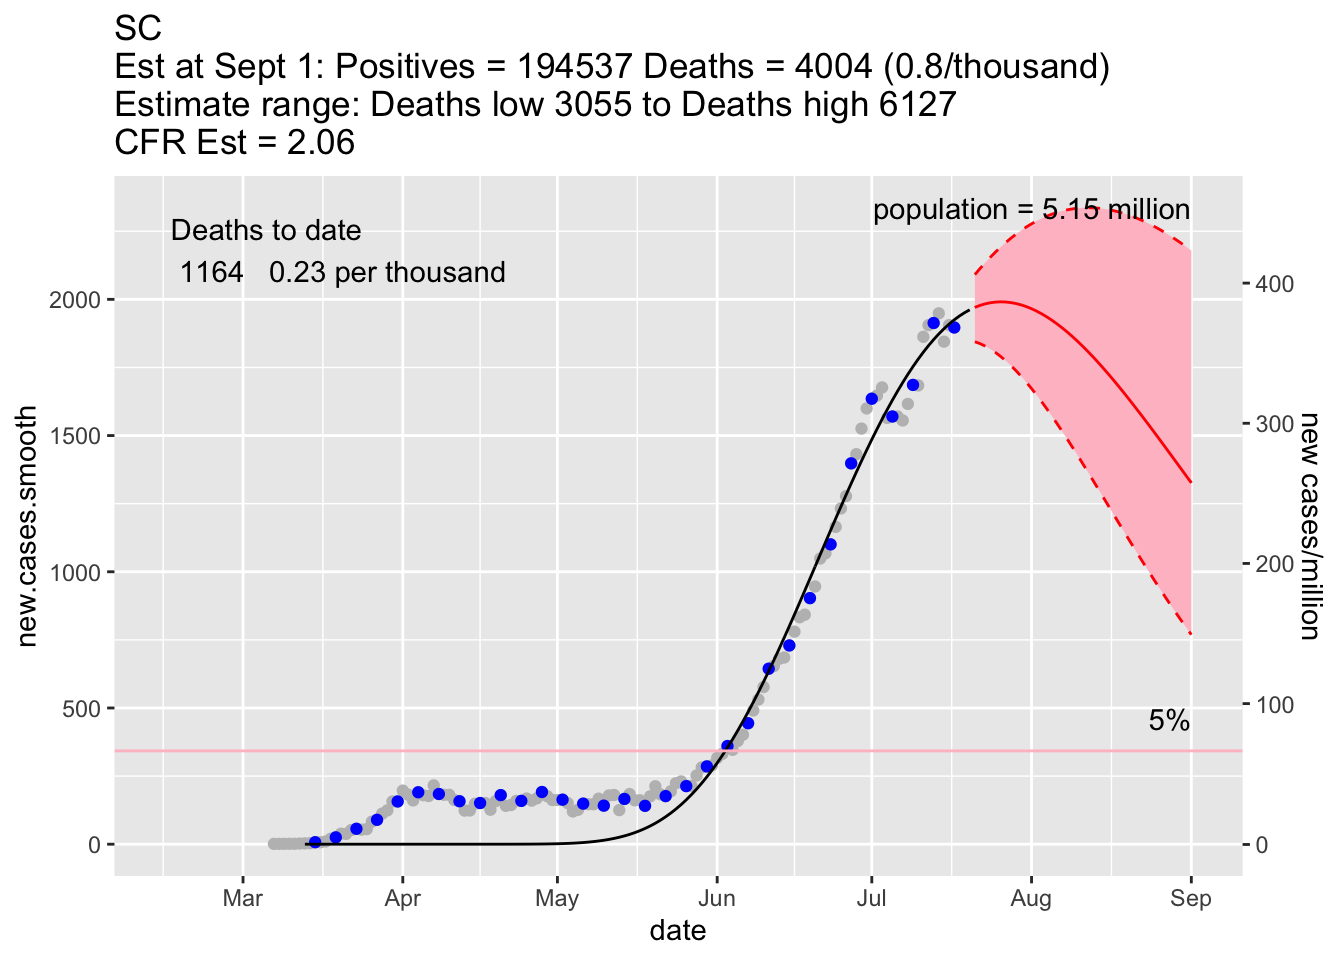 SC
Est at Sept 1: Positives = 194537 Deaths = 4004 (0.8/thousand)
Estimate range: Deaths low 3055 to Deaths high 6127
CFR Est = 2.06
population = 5.15 million
Deaths to date
1164 0.23 per thousand
2000
1500
1000
500
0
new.cases.smooth
400
300
200
100
0
new cases/million
5%
Mar Apr May Jun Jul Aug Sep
date